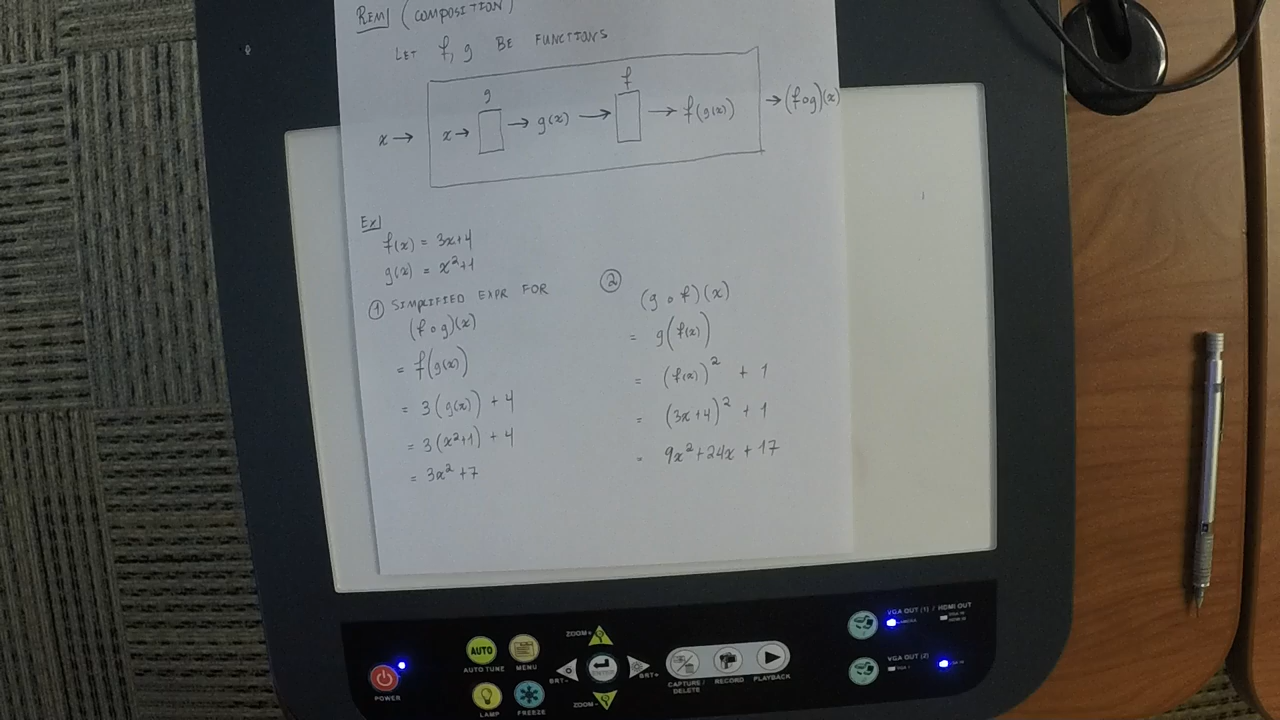 REM (COMPOSITION)
LET f, g BE FUNCTIONS
g
f
x → x → → g(x) → → f(g(x)) → (f∘g)(x)
EX
f(x) = 3x+4
g(x) = x²+1
① SIMPLIFIED EXPR FOR
(f∘g)(x)
= f(g(x))
= 3(g(x)) + 4
= 3(x²+1) + 4
= 3x² + 7
②
(g∘f)(x)
= g(f(x))
= (f(x))² + 1
= (3x+4)² + 1
= 9x²+24x+17
POWER
AUTO
AUTO TUNE
MENU
LAMP
FREEZE
ZOOM+
BRT-
BRT+
ZOOM-
CAPTURE / DELETE
RECORD
PLAYBACK
VGA OUT (1) / HDMI OUT
VGA OUT (2)